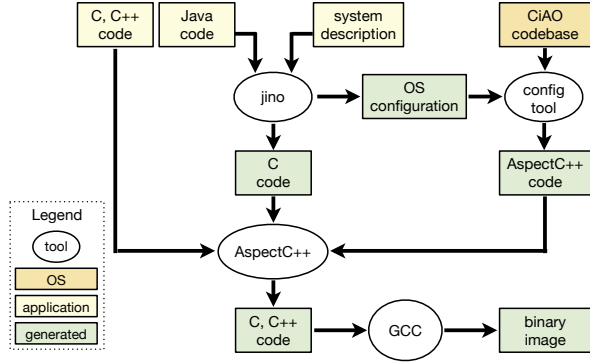 C, C++
code
Java
code
system
description
CiAO
codebase
jino
OS
configuration
config
tool
C
code
AspectC++
code
Legend
tool
OS
application
generated
AspectC++
C, C++
code
GCC
binary
image